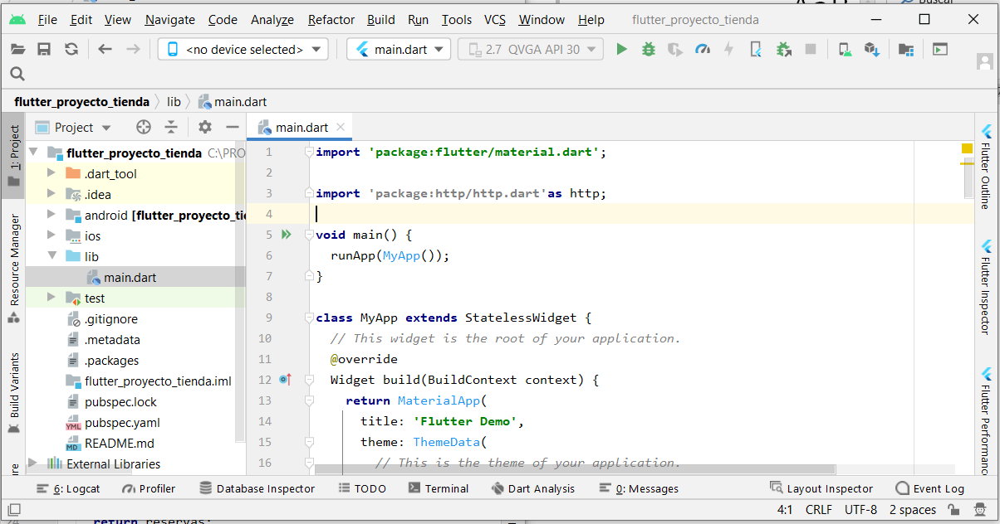 File Edit View Navigate Code Analyze Refactor Build Run Tools VCS Window Help flutter_proyecto_tienda
<no device selected> main.dart 2.7 QVGA API 30
flutter_proyecto_tienda lib main.dart
1: Project
Resource Manager
Build Variants
Project
flutter_proyecto_tienda C:\PRO
.dart_tool
.idea
android [flutter_proyecto_tie
ios
lib
main.dart
test
.gitignore
.metadata
.packages
flutter_proyecto_tienda.iml
pubspec.lock
pubspec.yaml
README.md
External Libraries
main.dart
1 import 'package:flutter/material.dart';
2
3 import 'package:http/http.dart'as http;
4
5 void main() {
6 runApp(MyApp());
7 }
8
9 class MyApp extends StatelessWidget {
10 // This widget is the root of your application.
11 @override
12 Widget build(BuildContext context) {
13 return MaterialApp(
14 title: 'Flutter Demo',
15 theme: ThemeData(
16 // This is the theme of your application.
Flutter Outline
Flutter Inspector
Flutter Performance
6: Logcat Profiler Database Inspector TODO Terminal Dart Analysis 0: Messages Layout Inspector Event Log
4:1 CRLF UTF-8 2 spaces
return reservas;